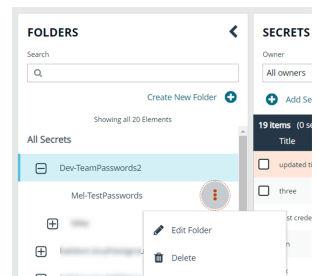 FOLDERS
Search
Create New Folder
Showing all 20 Elements
All Secrets
Dev-TeamPasswords2
Mel-TestPasswords
Edit Folder
Delete
SECRETS
Owner
All owners
Add Se
19 items (0 se
Title
updated ti
three
st crede
n